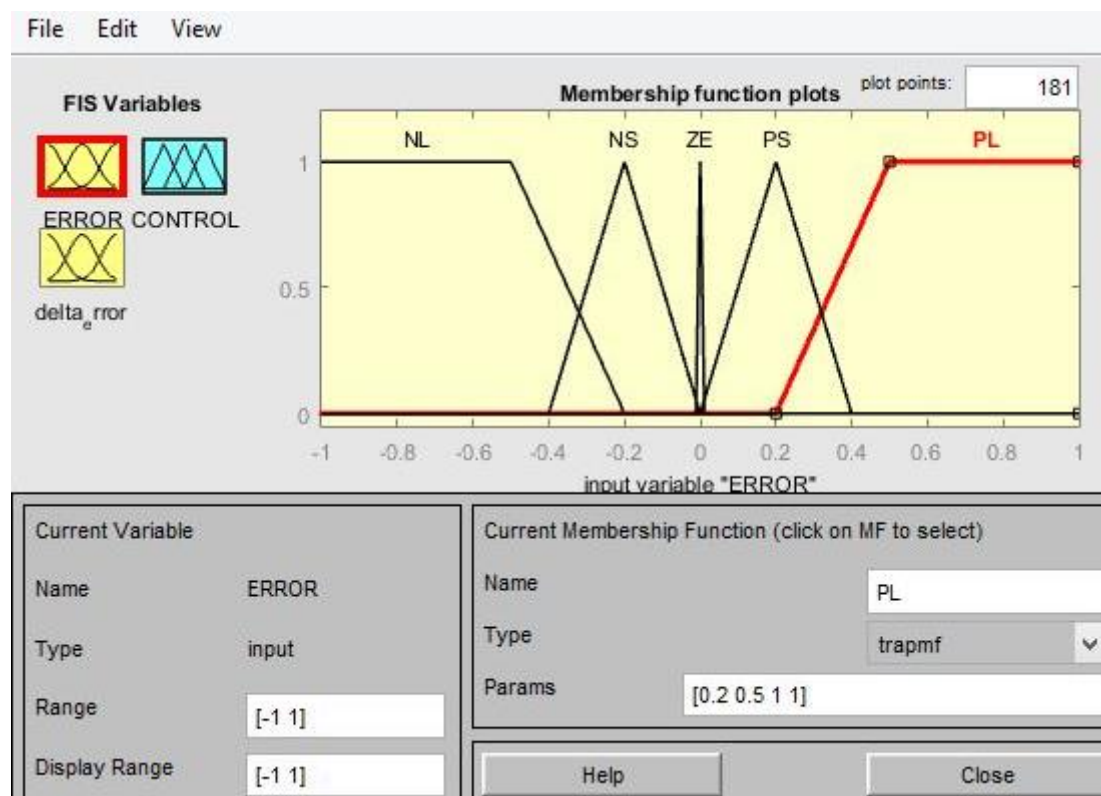 File Edit View
FIS Variables
ERROR CONTROL
delta_error
Membership function plots plot points: 181
NL NS ZE PS PL
1
0.5
0
-1 -0.8 -0.6 -0.4 -0.2 0 0.2 0.4 0.6 0.8 1
input variable "ERROR"
Current Variable
Name ERROR
Type input
Range [-1 1]
Display Range [-1 1]
Current Membership Function (click on MF to select)
Name PL
Type trapmf
Params [0.2 0.5 1 1]
Help Close